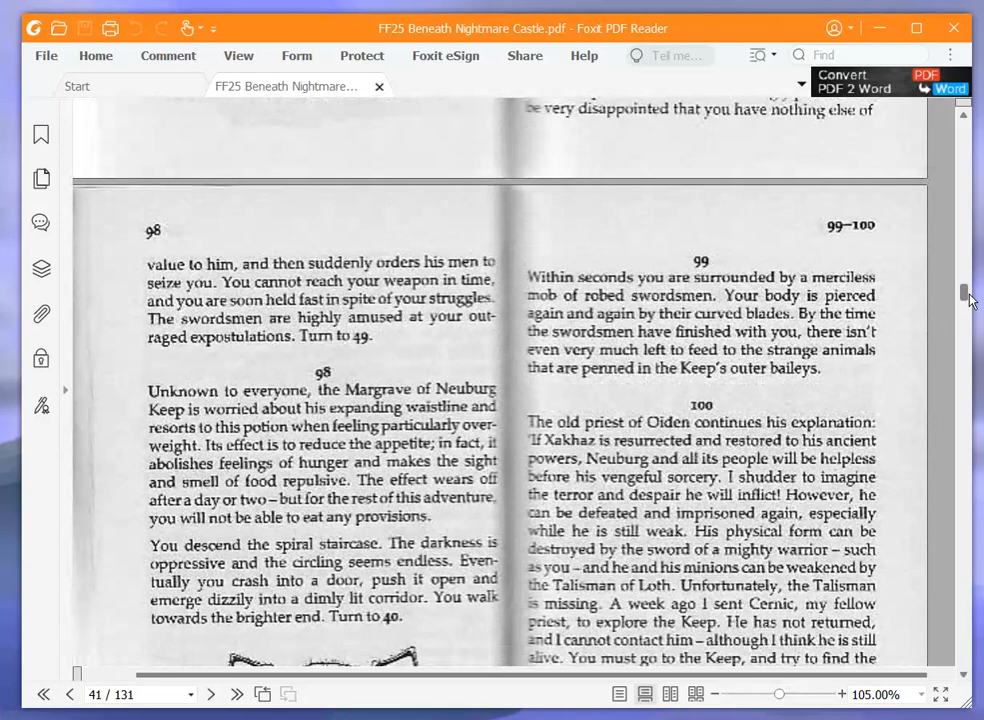 FF25 Beneath Nightmare Castle.pdf - Foxit PDF Reader
File Home Comment View Form Protect Foxit eSign Share Help Tell me... Find
Start FF25 Beneath Nightmare... Convert PDF
PDF 2 Word Word
be very disappointed that you have nothing else of
98
value to him, and then suddenly orders his men to
seize you. You cannot reach your weapon in time,
and you are soon held fast in spite of your struggles.
The swordsmen are highly amused at your out-
raged expostulations. Turn to 49.
98
Unknown to everyone, the Margrave of Neuburg
Keep is worried about his expanding waistline and
resorts to this potion when feeling particularly over-
weight. Its effect is to reduce the appetite; in fact, it
abolishes feelings of hunger and makes the sight
and smell of food repulsive. The effect wears off
after a day or two – but for the rest of this adventure,
you will not be able to eat any provisions.
You descend the spiral staircase. The darkness is
oppressive and the circling seems endless. Even-
tually you crash into a door, push it open and
emerge dizzily into a dimly lit corridor. You walk
towards the brighter end. Turn to 40.
99–100
99
Within seconds you are surrounded by a merciless
mob of robed swordsmen. Your body is pierced
again and again by their curved blades. By the time
the swordsmen have finished with you, there isn't
even very much left to feed to the strange animals
that are penned in the Keep's outer baileys.
100
The old priest of Oiden continues his explanation:
'If Xakhaz is resurrected and restored to his ancient
powers, Neuburg and all its people will be helpless
before his vengeful sorcery. I shudder to imagine
the terror and despair he will inflict! However, he
can be defeated and imprisoned again, especially
while he is still weak. His physical form can be
destroyed by the sword of a mighty warrior – such
as you – and he and his minions can be weakened by
the Talisman of Loth. Unfortunately, the Talisman
is missing. A week ago I sent Cernic, my fellow
priest, to explore the Keep. He has not returned,
and I cannot contact him – although I think he is still
alive. You must go to the Keep, and try to find the
41 / 131 105.00%